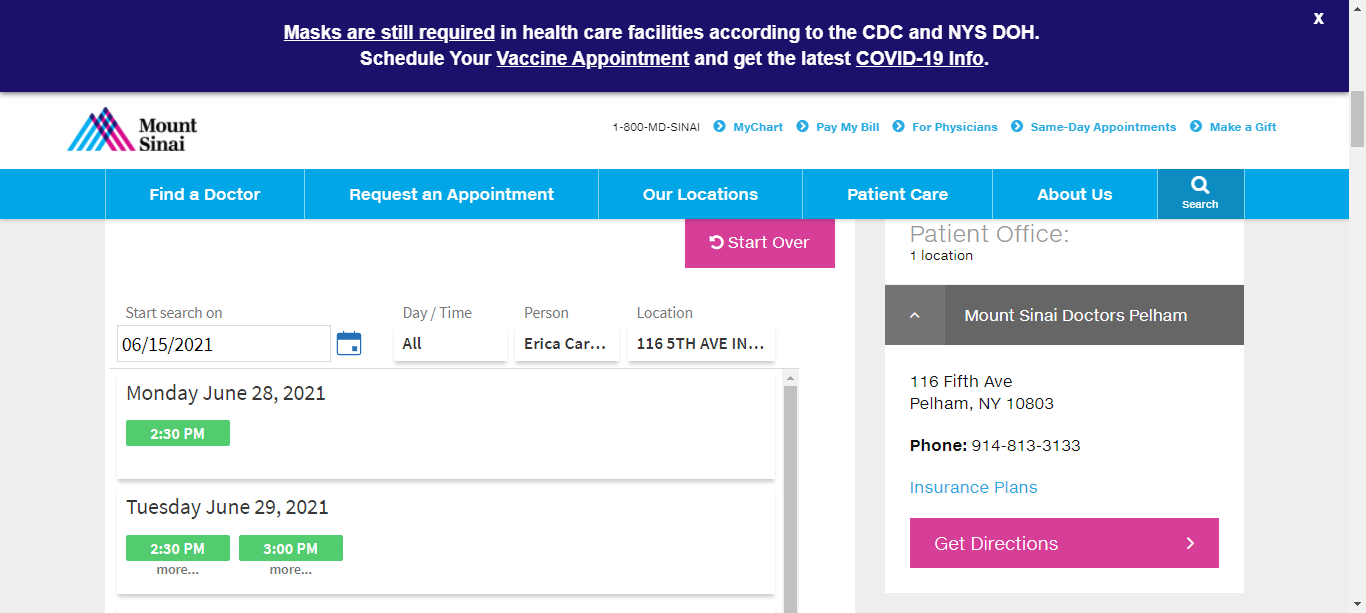 Masks are still required in health care facilities according to the CDC and NYS DOH.
Schedule Your Vaccine Appointment and get the latest COVID-19 Info.
X
Mount
Sinai
1-800-MD-SINAI MyChart Pay My Bill For Physicians Same-Day Appointments Make a Gift
Find a Doctor Request an Appointment Our Locations Patient Care About Us Search
Start Over
Start search on Day / Time Person Location
06/15/2021 All Erica Car... 116 5TH AVE IN...
Monday June 28, 2021
2:30 PM
Tuesday June 29, 2021
2:30 PM 3:00 PM
more... more...
Patient Office:
1 location
Mount Sinai Doctors Pelham
116 Fifth Ave
Pelham, NY 10803
Phone: 914-813-3133
Insurance Plans
Get Directions